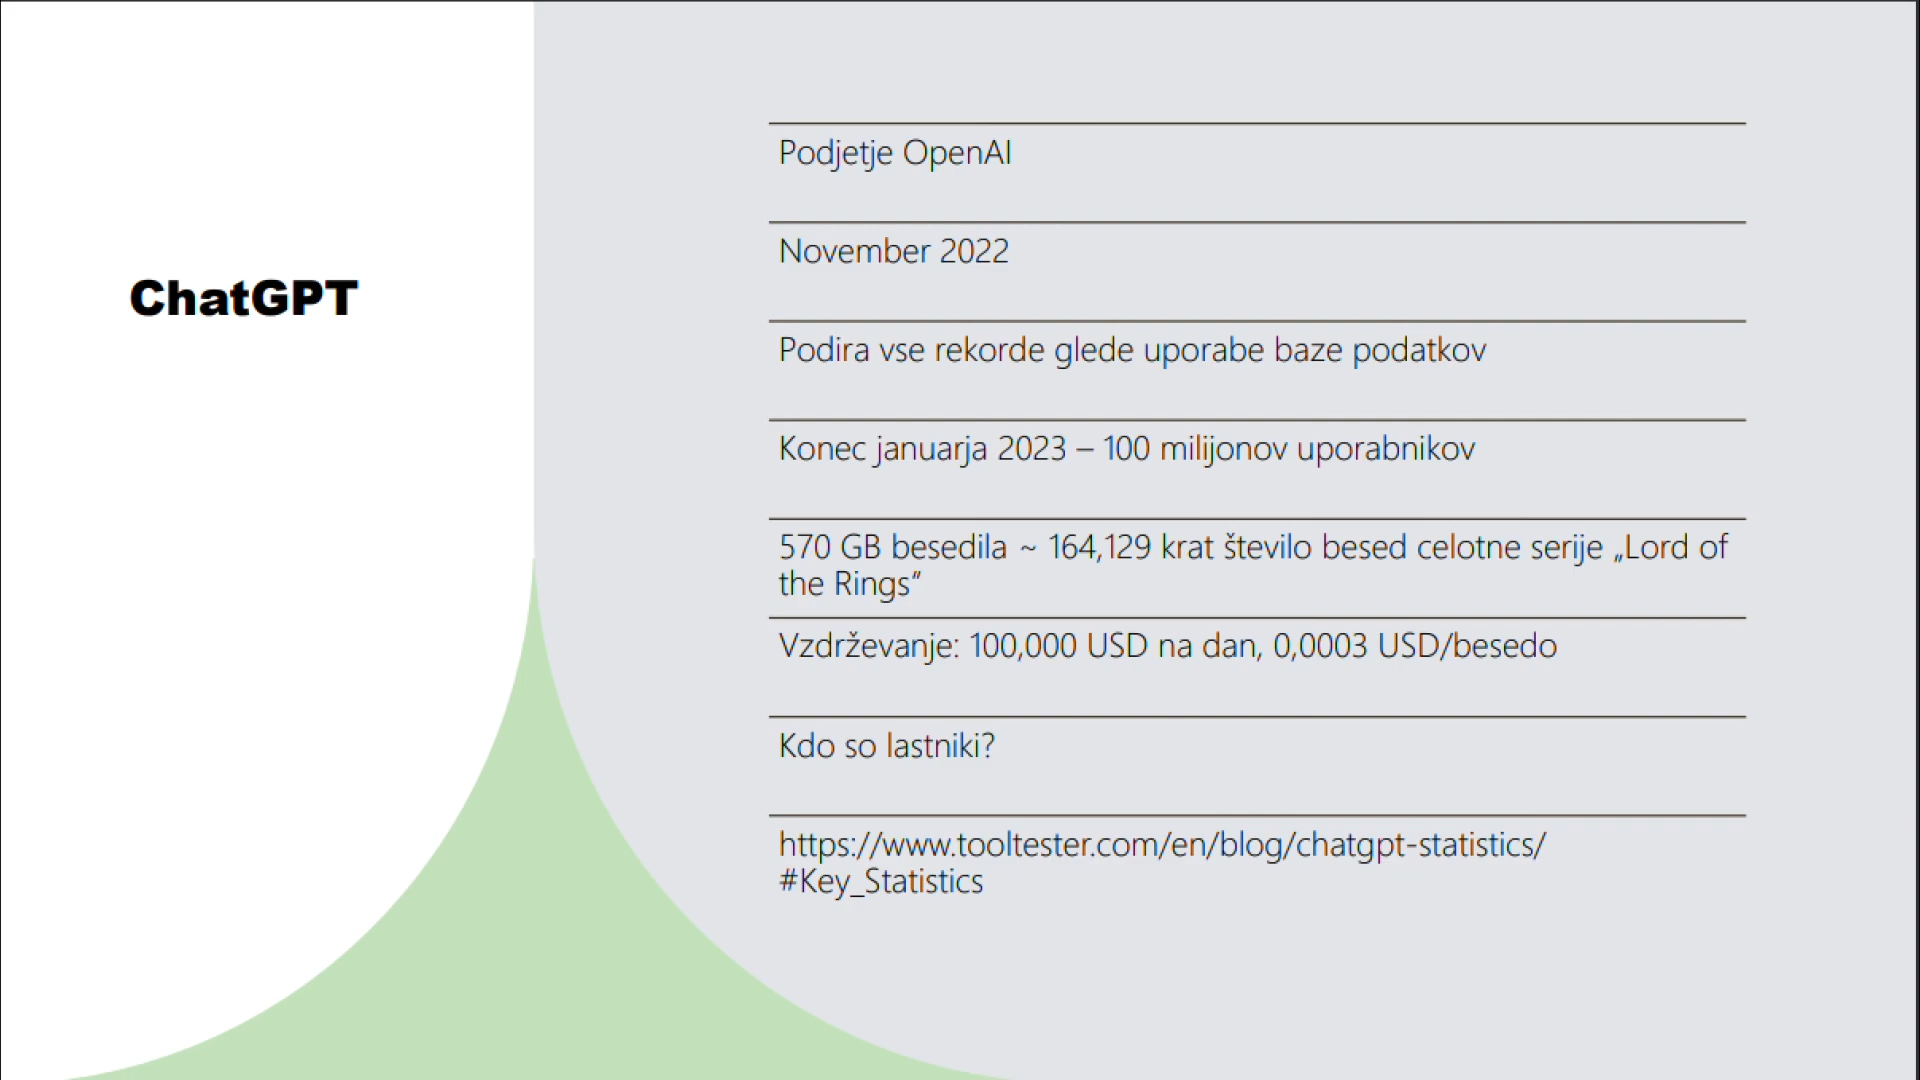 ChatGPT
Podjetje OpenAI
November 2022
Podira vse rekorde glede uporabe baze podatkov
Konec januarja 2023 – 100 milijonov uporabnikov
570 GB besedila ~ 164,129 krat število besed celotne serije „Lord of
the Rings“
Vzdrževanje: 100,000 USD na dan, 0,0003 USD/besedo
Kdo so lastniki?
https://www.tooltester.com/en/blog/chatgpt-statistics/
#Key_Statistics